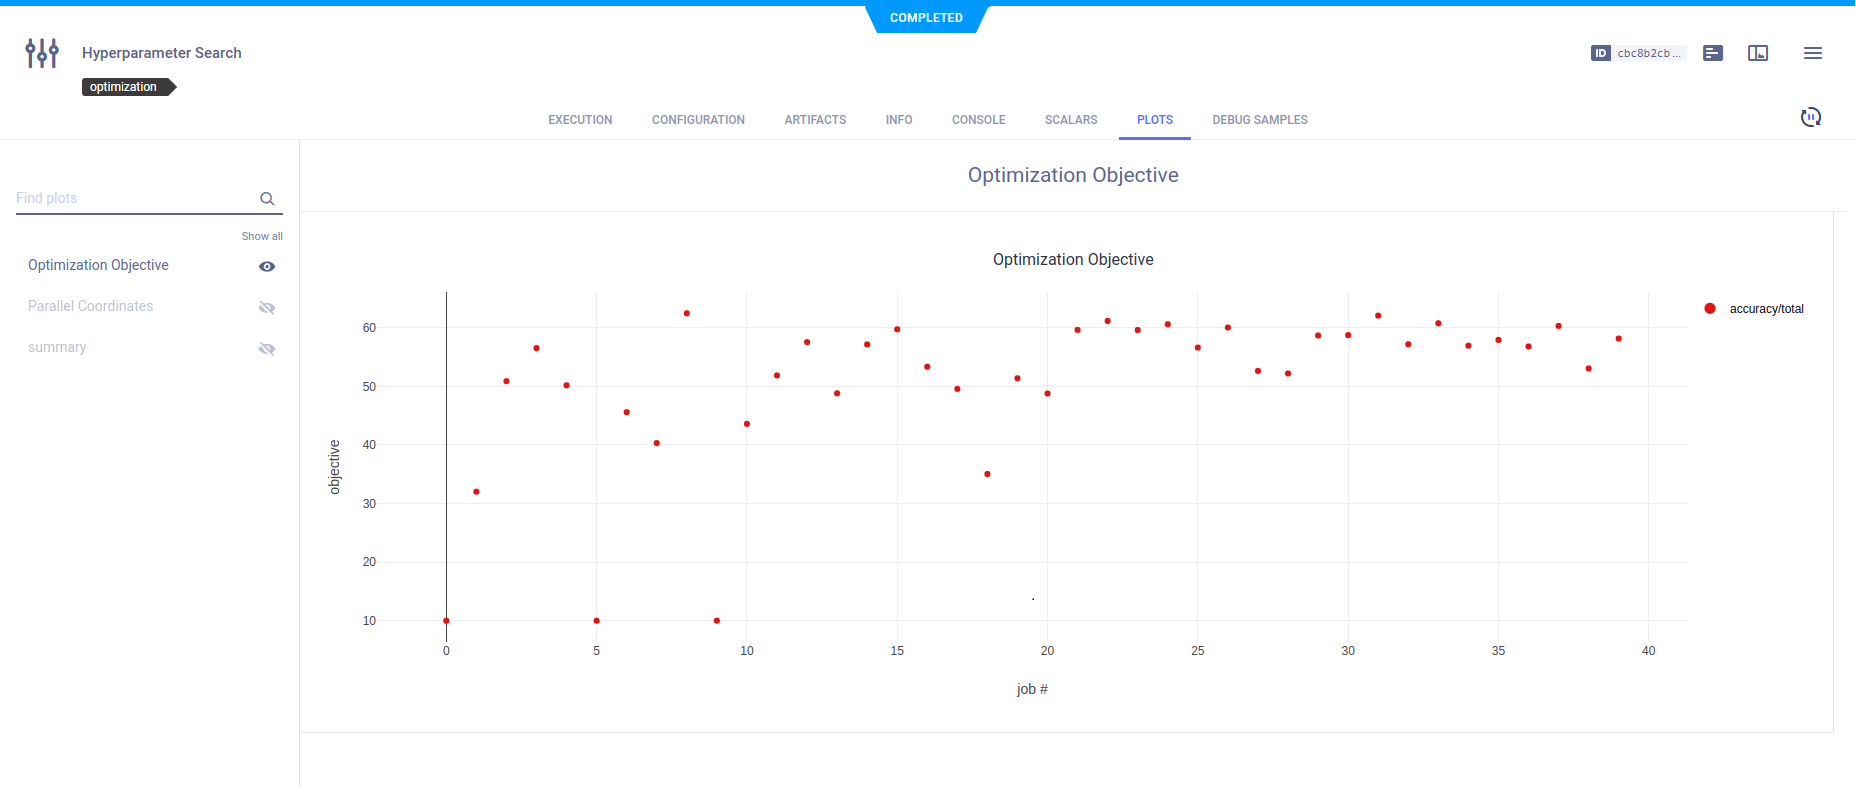 COMPLETED
Hyperparameter Search
ID cbc8b2cb...
optimization
EXECUTION CONFIGURATION ARTIFACTS INFO CONSOLE SCALARS PLOTS DEBUG SAMPLES
Optimization Objective
Find plots
Show all
Optimization Objective
Parallel Coordinates
summary
Optimization Objective
accuracy/total
60
50
40
30
20
10
objective
0 5 10 15 20 25 30 35 40
job #